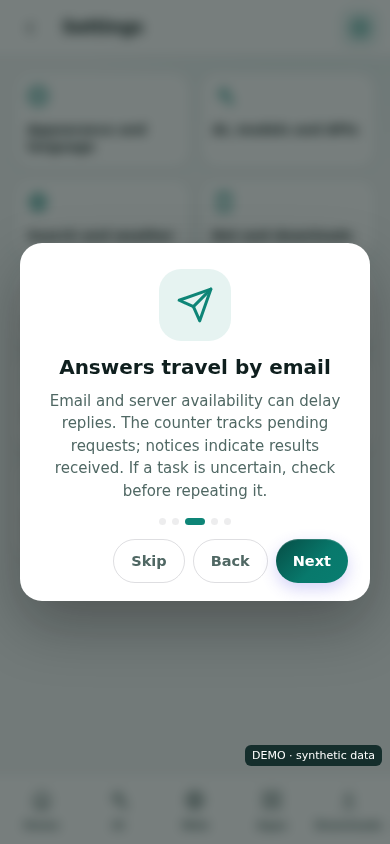 Settings
Answers travel by email
Email and server availability can delay
replies. The counter tracks pending
requests; notices indicate results
received. If a task is uncertain, check
before repeating it.
Skip
Back
Next
DEMO · synthetic data